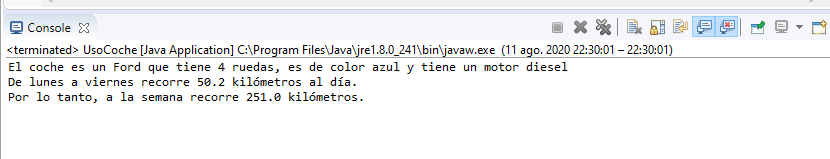 Console
<terminated> UsoCoche [Java Application] C:\Program Files\Java\jre1.8.0_241\bin\javaw.exe (11 ago. 2020 22:30:01 – 22:30:01)
El coche es un Ford que tiene 4 ruedas, es de color azul y tiene un motor diesel
De lunes a viernes recorre 50.2 kilómetros al día.
Por lo tanto, a la semana recorre 251.0 kilómetros.